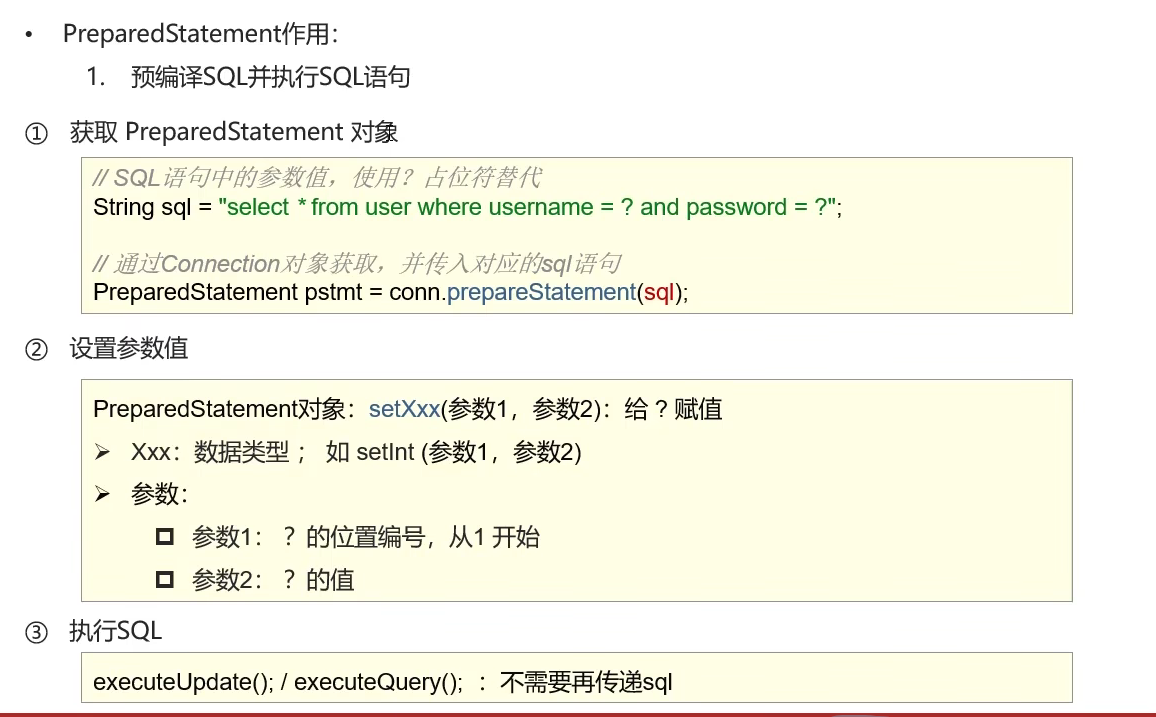 • PreparedStatement作用：
1. 预编译SQL并执行SQL语句
① 获取 PreparedStatement 对象
// SQL语句中的参数值，使用？占位符替代
String sql = "select * from user where username = ? and password = ?";
// 通过Connection对象获取，并传入对应的sql语句
PreparedStatement pstmt = conn.prepareStatement(sql);
② 设置参数值
PreparedStatement对象：setXxx(参数1，参数2)：给 ? 赋值
➢ Xxx：数据类型 ； 如 setInt (参数1，参数2)
➢ 参数：
参数1： ？的位置编号，从1 开始
参数2： ？的值
③ 执行SQL
executeUpdate(); / executeQuery(); ：不需要再传递sql